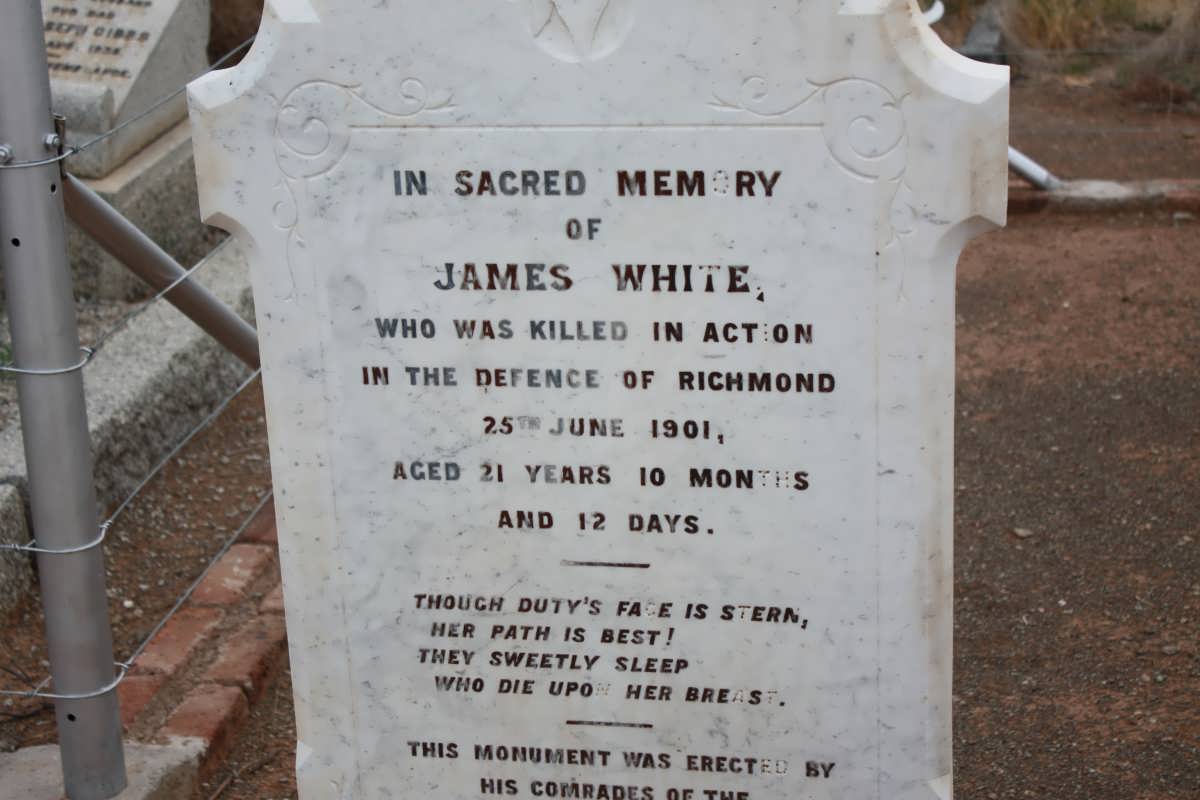 IN SACRED MEMORY
OF
JAMES WHITE,
WHO WAS KILLED IN ACTION
IN THE DEFENCE OF RICHMOND
25TH JUNE 1901,
AGED 21 YEARS 10 MONTHS
AND 12 DAYS.
THOUGH DUTY'S FACE IS STERN,
HER PATH IS BEST!
THEY SWEETLY SLEEP
WHO DIE UPON HER BREAST.
THIS MONUMENT WAS ERECTED BY
HIS COMRADES OF THE